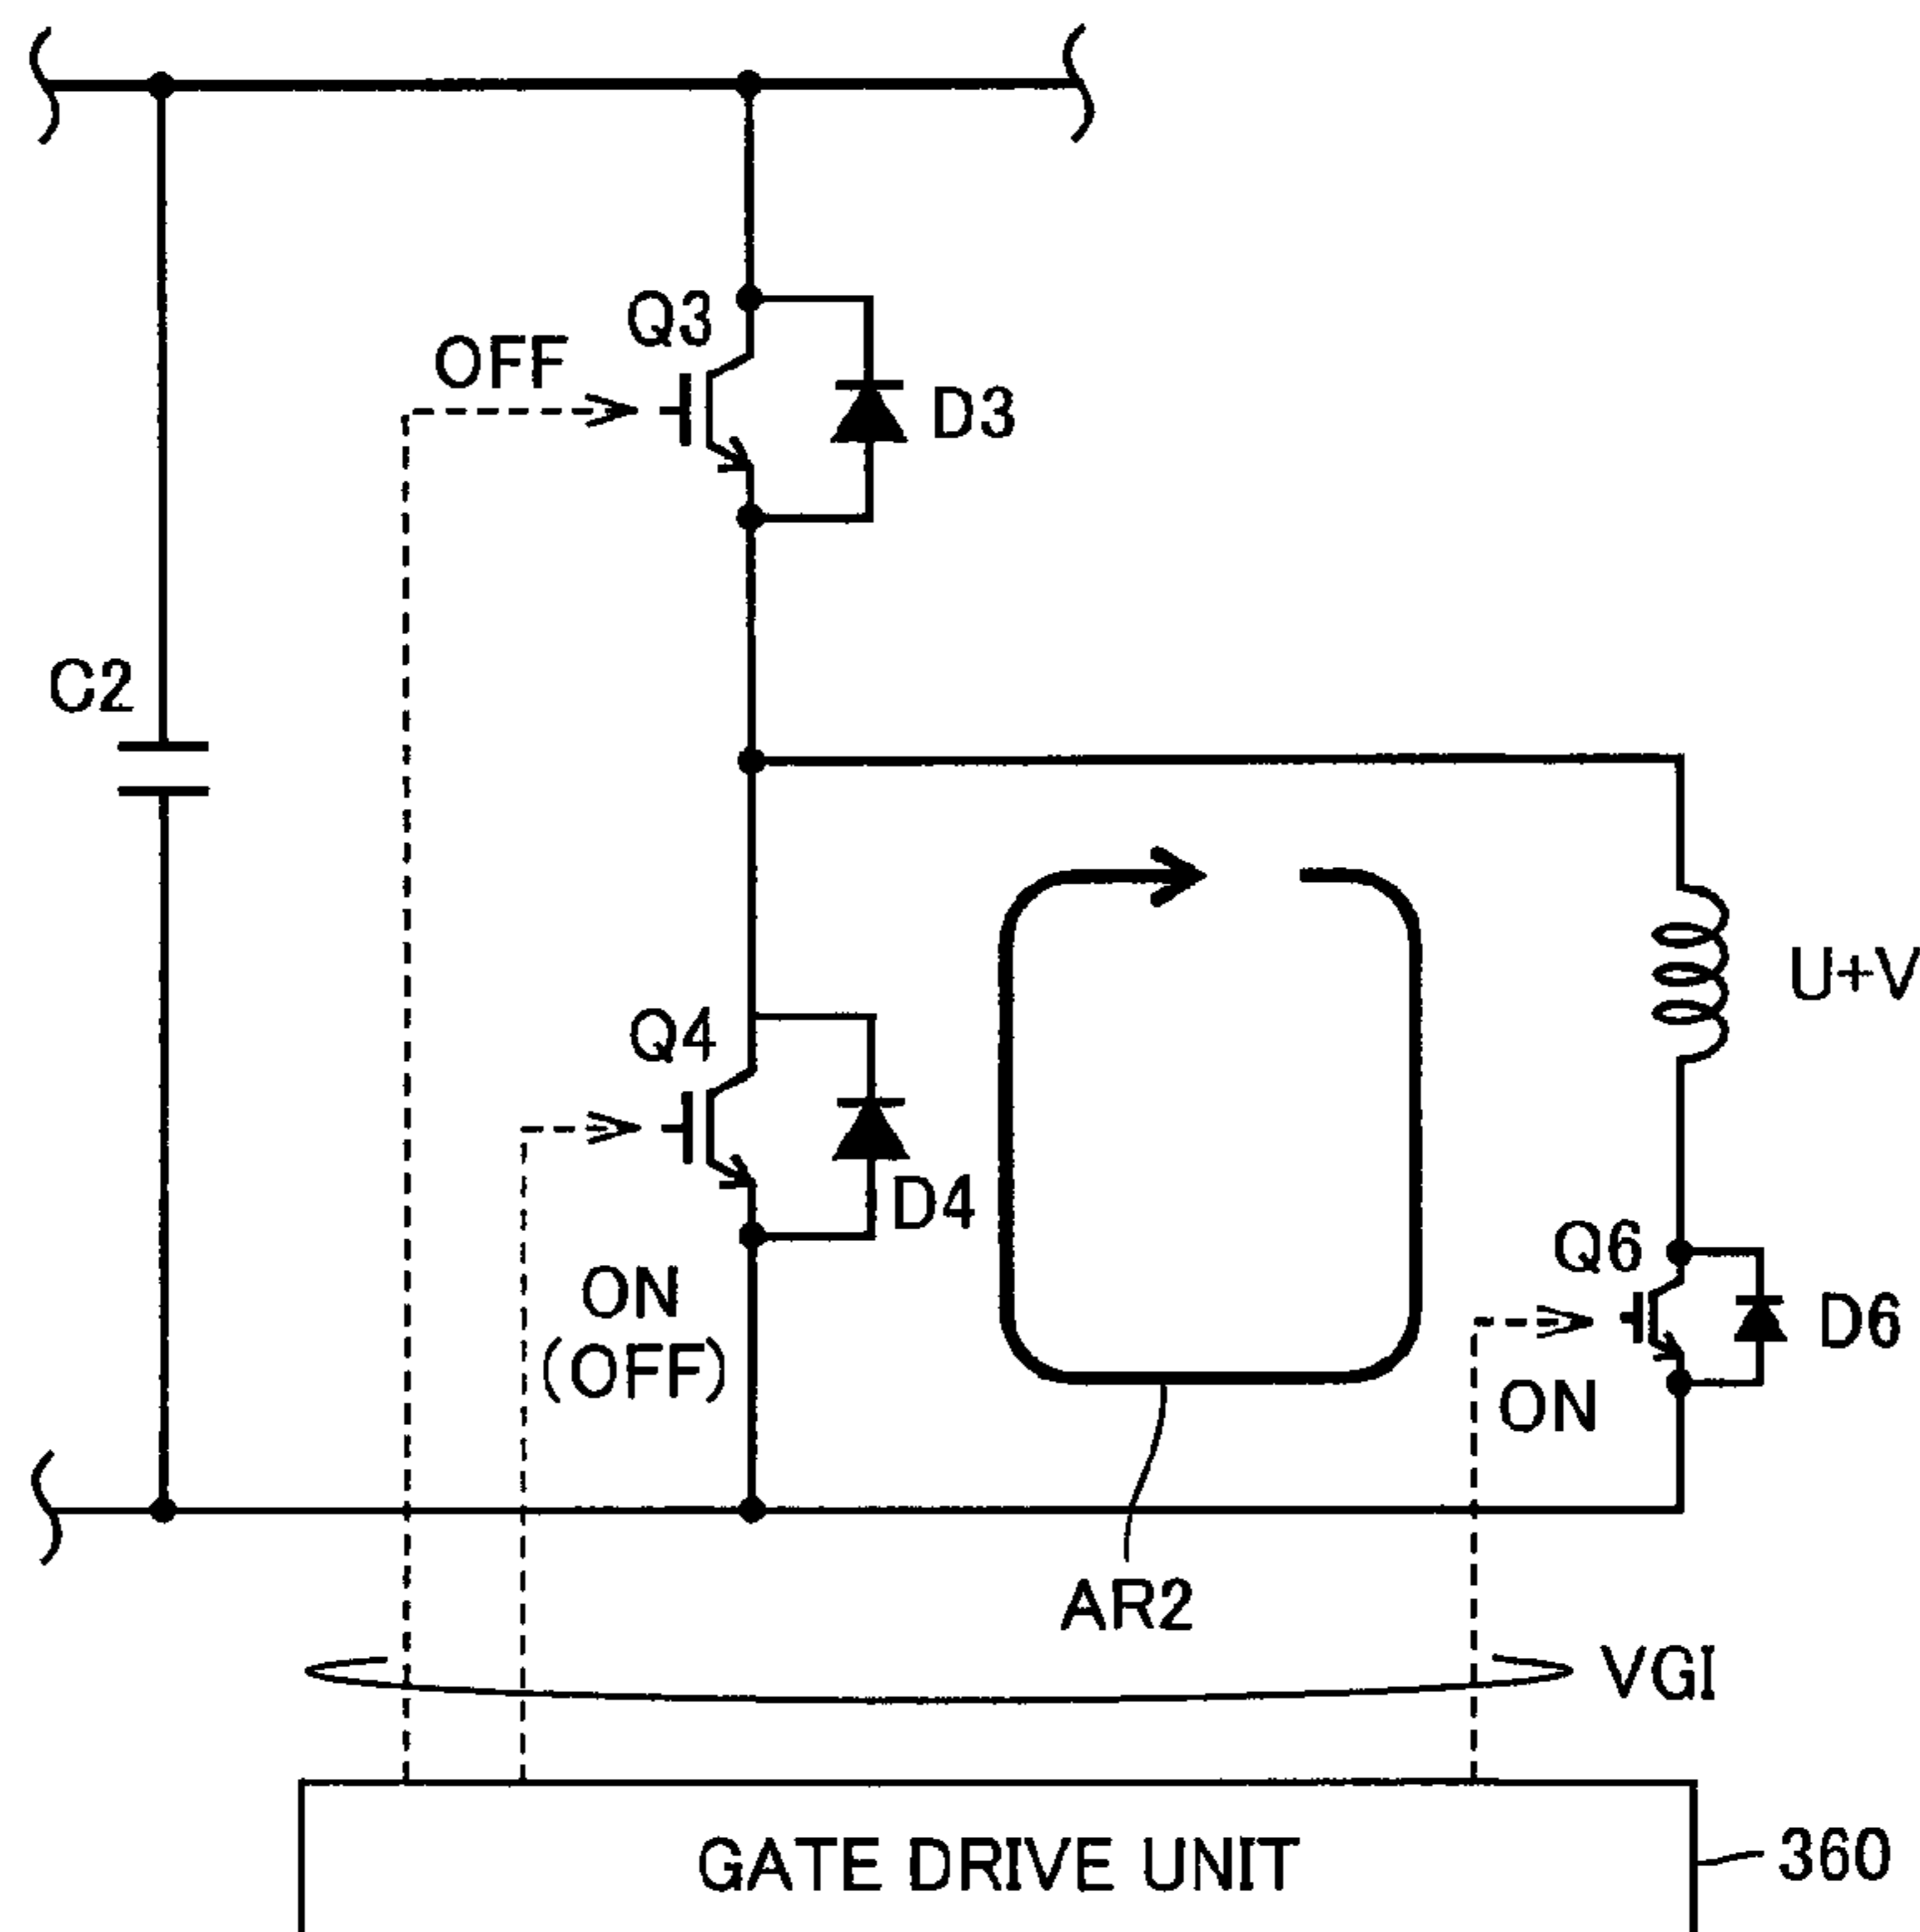 Q3
OFF
D3
C2
U+V
Q4
D4
ON
(OFF)
Q6
D6
ON
AR2
VGI
GATE DRIVE UNIT
360